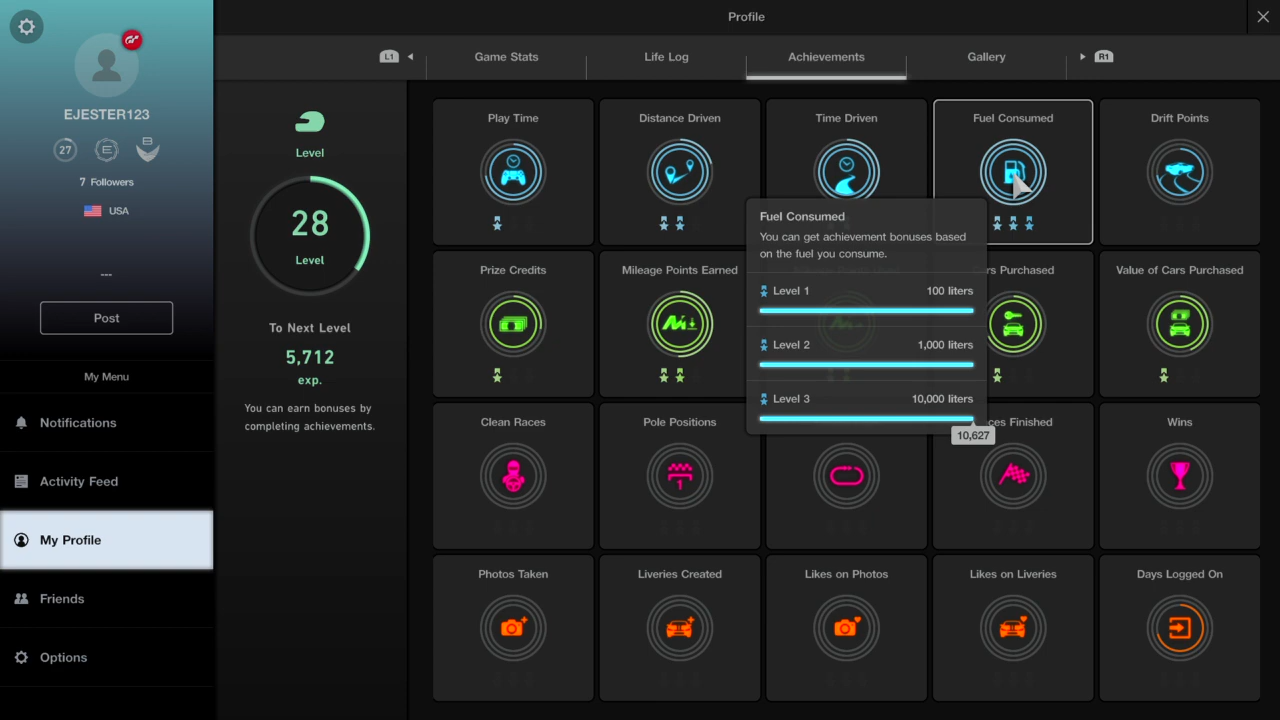 Profile
L1
Game Stats
Life Log
Achievements
Gallery
R1
EJESTER123
27
E
B
7 Followers
USA
---
Post
My Menu
Notifications
Activity Feed
My Profile
Friends
Options
Level
28
Level
To Next Level
5,712
exp.
You can earn bonuses by
completing achievements.
Play Time
Distance Driven
Time Driven
Fuel Consumed
Drift Points
Fuel Consumed
You can get achievement bonuses based
on the fuel you consume.
Level 1
100 liters
Level 2
1,000 liters
Level 3
10,000 liters
10,627
Prize Credits
Mileage Points Earned
Purchased
Value of Cars Purchased
Clean Races
Pole Positions
1
Finished
Wins
Photos Taken
Liveries Created
Likes on Photos
Likes on Liveries
Days Logged On